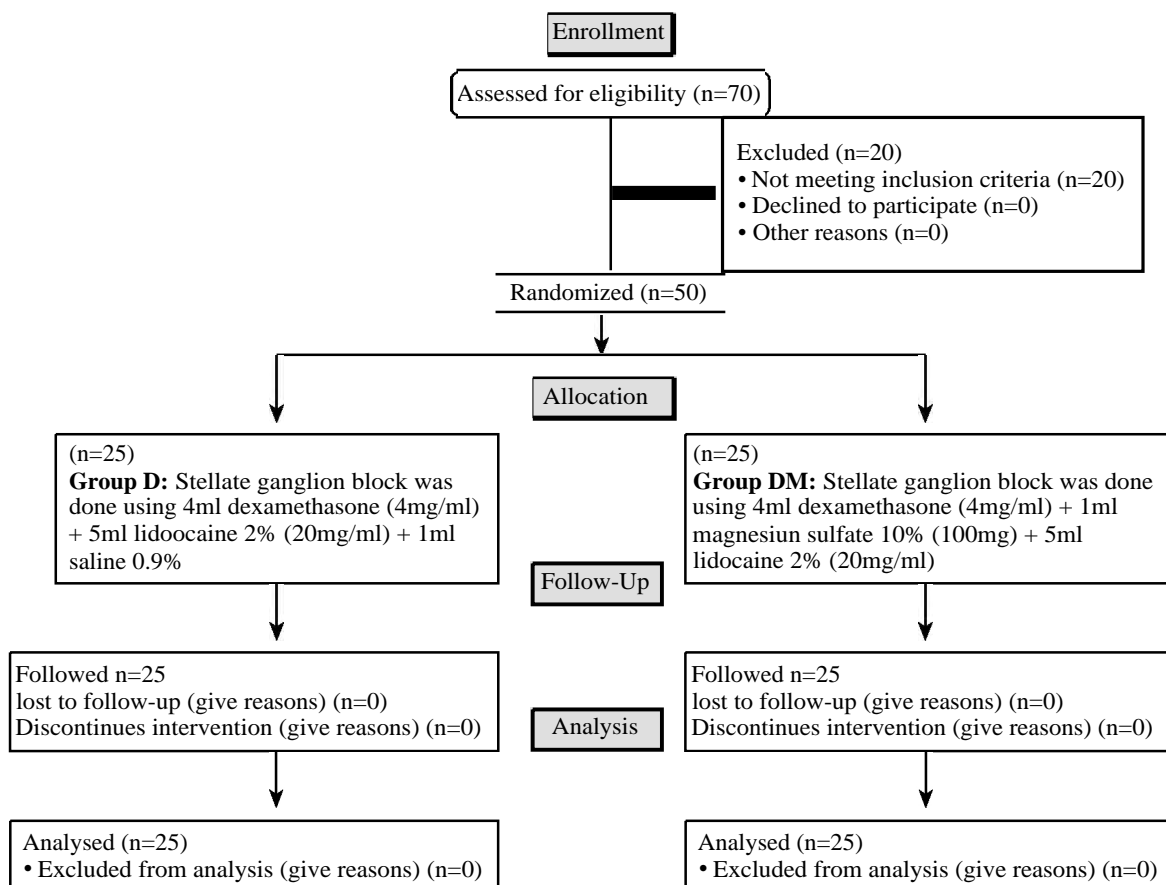 Enrollment
Assessed for eligibility (n=70)
Excluded (n=20)
• Not meeting inclusion criteria (n=20)
• Declined to participate (n=0)
• Other reasons (n=0)
Randomized (n=50)
Allocation
(n=25)
Group D: Stellate ganglion block was
done using 4ml dexamethasone (4mg/ml)
+ 5ml lidoocaine 2% (20mg/ml) + 1ml
saline 0.9%
(n=25)
Group DM: Stellate ganglion block was done
using 4ml dexamethasone (4mg/ml) + 1ml
magnesiun sulfate 10% (100mg) + 5ml
lidocaine 2% (20mg/ml)
Follow-Up
Followed n=25
lost to follow-up (give reasons) (n=0)
Discontinues intervention (give reasons) (n=0)
Followed n=25
lost to follow-up (give reasons) (n=0)
Discontinues intervention (give reasons) (n=0)
Analysis
Analysed (n=25)
• Excluded from analysis (give reasons) (n=0)
Analysed (n=25)
• Excluded from analysis (give reasons) (n=0)